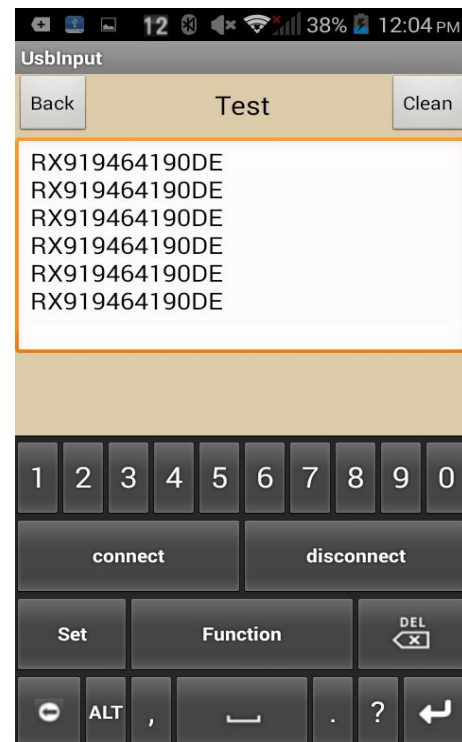 12 38% 12:04 PM
UsbInput
Back Test Clean
RX919464190DE
RX919464190DE
RX919464190DE
RX919464190DE
RX919464190DE
RX919464190DE
1 2 3 4 5 6 7 8 9 0
connect disconnect
Set Function DEL
ALT , . ?